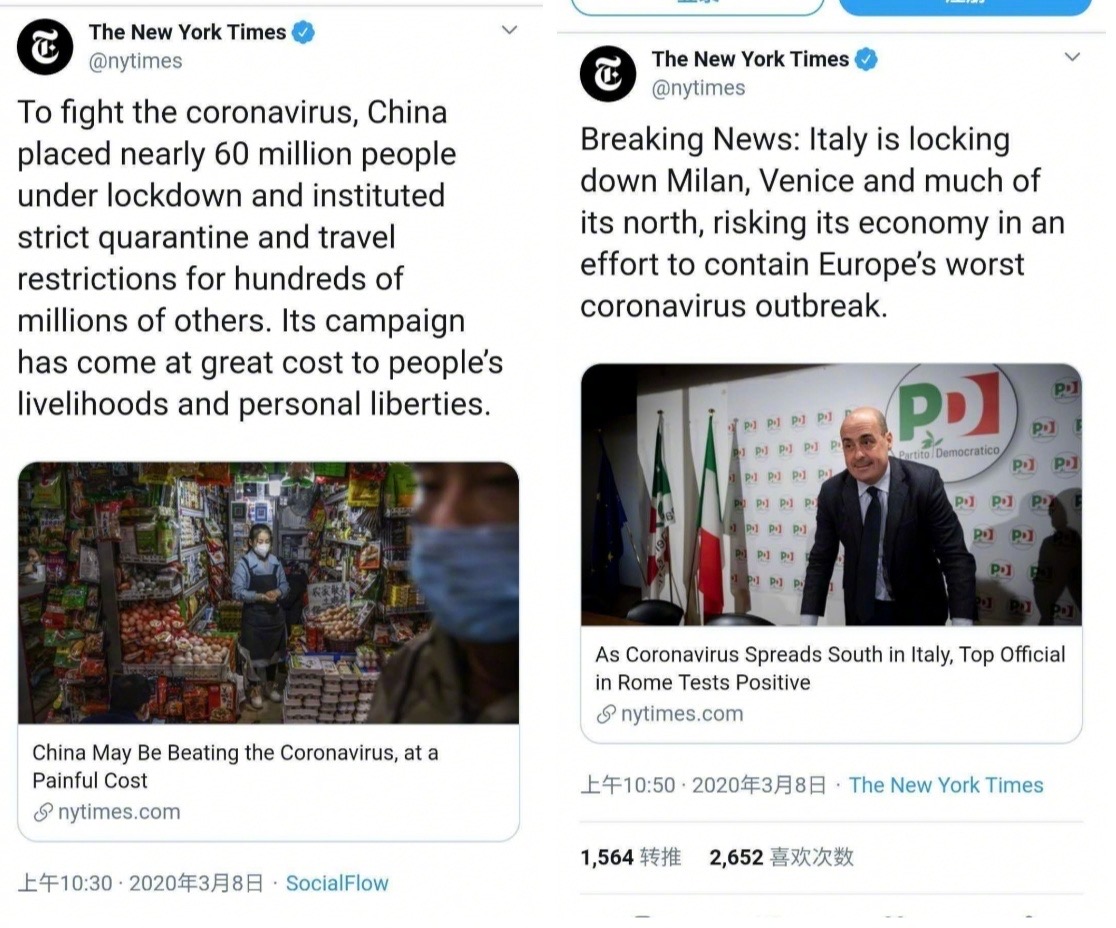 The New York Times
@nytimes
To fight the coronavirus, China
placed nearly 60 million people
under lockdown and instituted
strict quarantine and travel
restrictions for hundreds of
millions of others. Its campaign
has come at great cost to people's
livelihoods and personal liberties.
China May Be Beating the Coronavirus, at a
Painful Cost
nytimes.com
上午10:30 · 2020年3月8日 · SocialFlow
The New York Times
@nytimes
Breaking News: Italy is locking
down Milan, Venice and much of
its north, risking its economy in an
effort to contain Europe's worst
coronavirus outbreak.
PD
Partito Democratico
As Coronavirus Spreads South in Italy, Top Official
in Rome Tests Positive
nytimes.com
上午10:50 · 2020年3月8日 · The New York Times
1,564 转推 2,652 喜欢次数